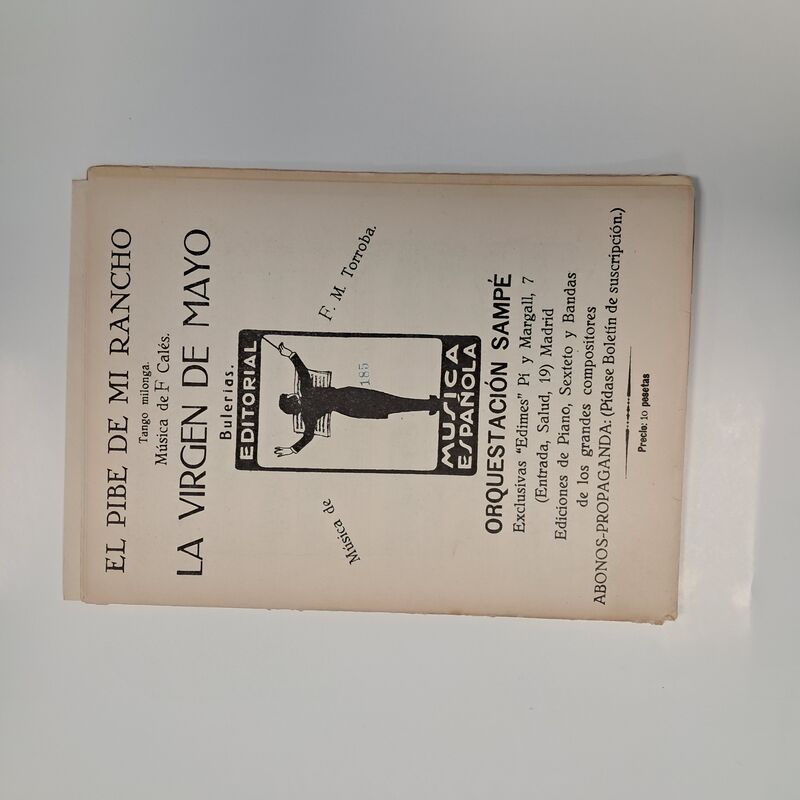 EL PIBE DE MI RANCHO
Tango milonga.
Música de F Calés.
LA VIRGEN DE MAYO
Bulerías.
EDITORIAL
185
MUSICA
ESPAÑOLA
Música de F. M. Torroba.
ORQUESTACIÓN SAMPÉ
Exclusivas "Edimes" Pí y Margall, 7
(Entrada, Salud, 19) Madrid
Ediciones de Piano, Sexteto y Bandas
de los grandes compositores
ABONOS-PROPAGANDA: (Pídase Boletín de suscripción.)
Precio: 10 pesetas